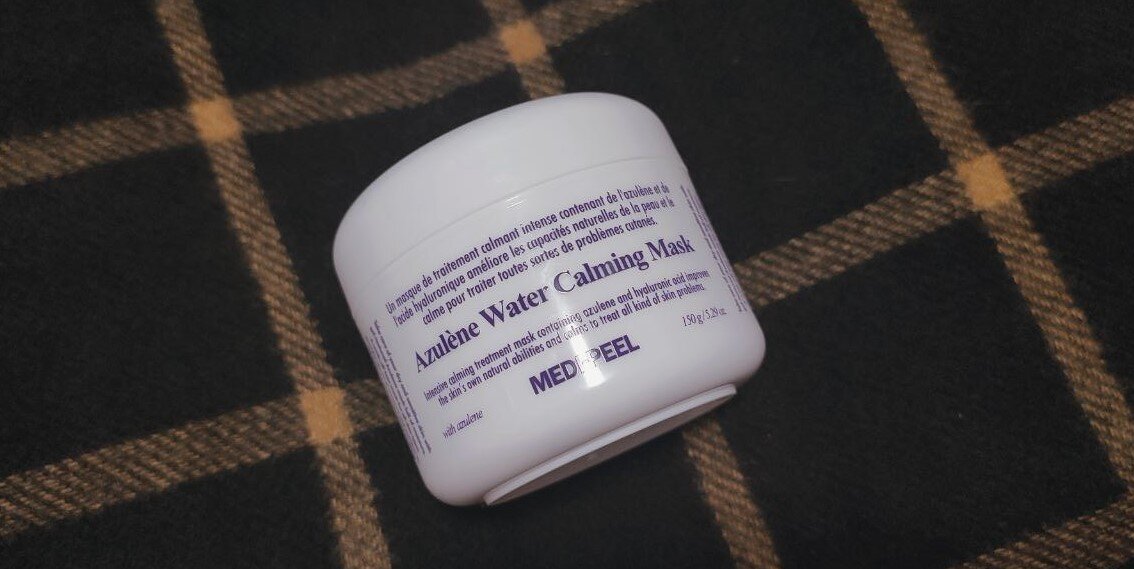 Un masque de traitement calmant intense contenant de l'azulène et de
l'acide hyaluronique améliore les capacités naturelles de la peau et le
calme pour traiter toutes sortes de problèmes cutanés.
Azulène Water Calming Mask
Intensive calming treatment mask containing azulene and hyaluronic acid improves
the skin's own natural abilities and calms to treat all kind of skin problems.
MEDI-PEEL
150 g / 5.29 oz.
with azulene